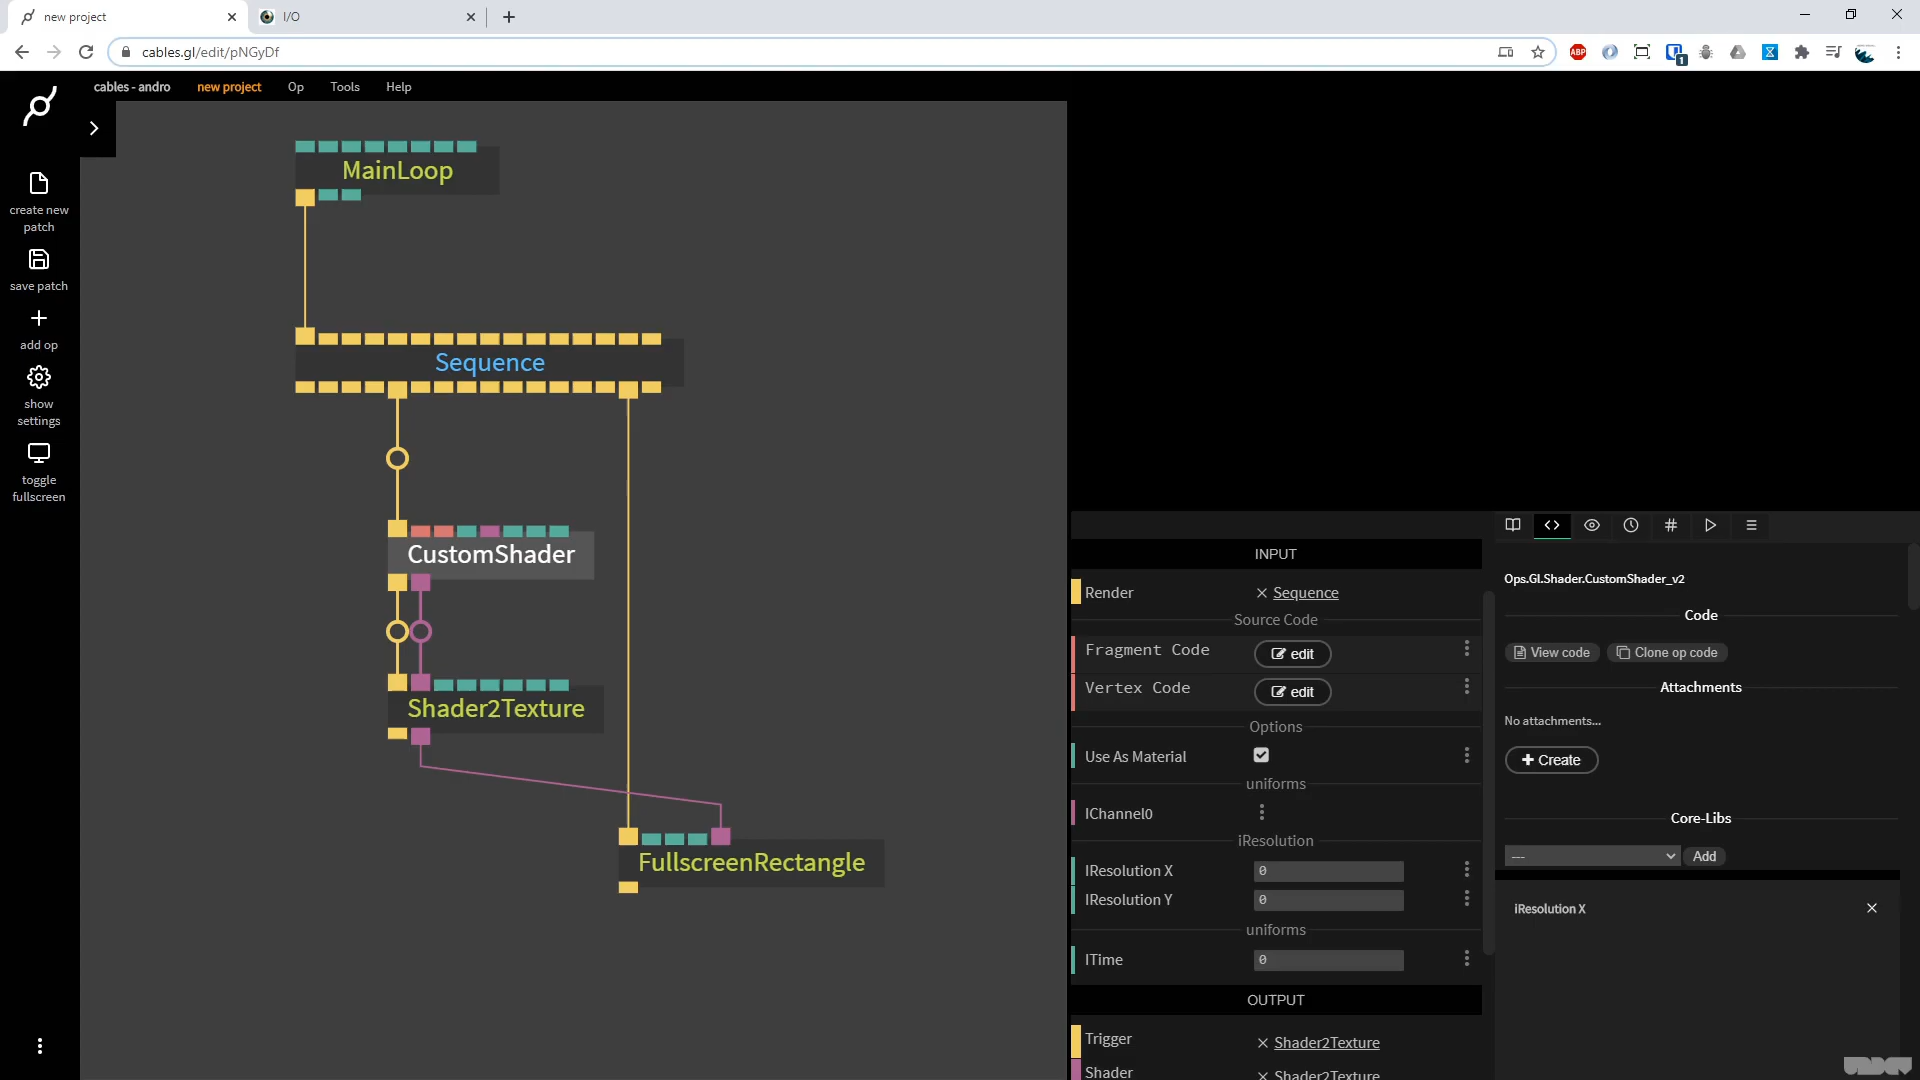 new project
I/O
cables.gl/edit/pNGyDf
ABP
1
cables - andro
new project
Op
Tools
Help
create new
patch
save patch
add op
show
settings
toggle
fullscreen
MainLoop
Sequence
CustomShader
Shader2Texture
FullscreenRectangle
INPUT
Render
Sequence
Source Code
Fragment Code
edit
Vertex Code
edit
Options
Use As Material
uniforms
IChannel0
iResolution
IResolution X
0
IResolution Y
0
uniforms
ITime
0
OUTPUT
Trigger
Shader2Texture
Shader
Shader2Texture
Ops.Gl.Shader.CustomShader_v2
Code
View code
Clone op code
Attachments
No attachments...
Create
Core-Libs
---
Add
iResolution X